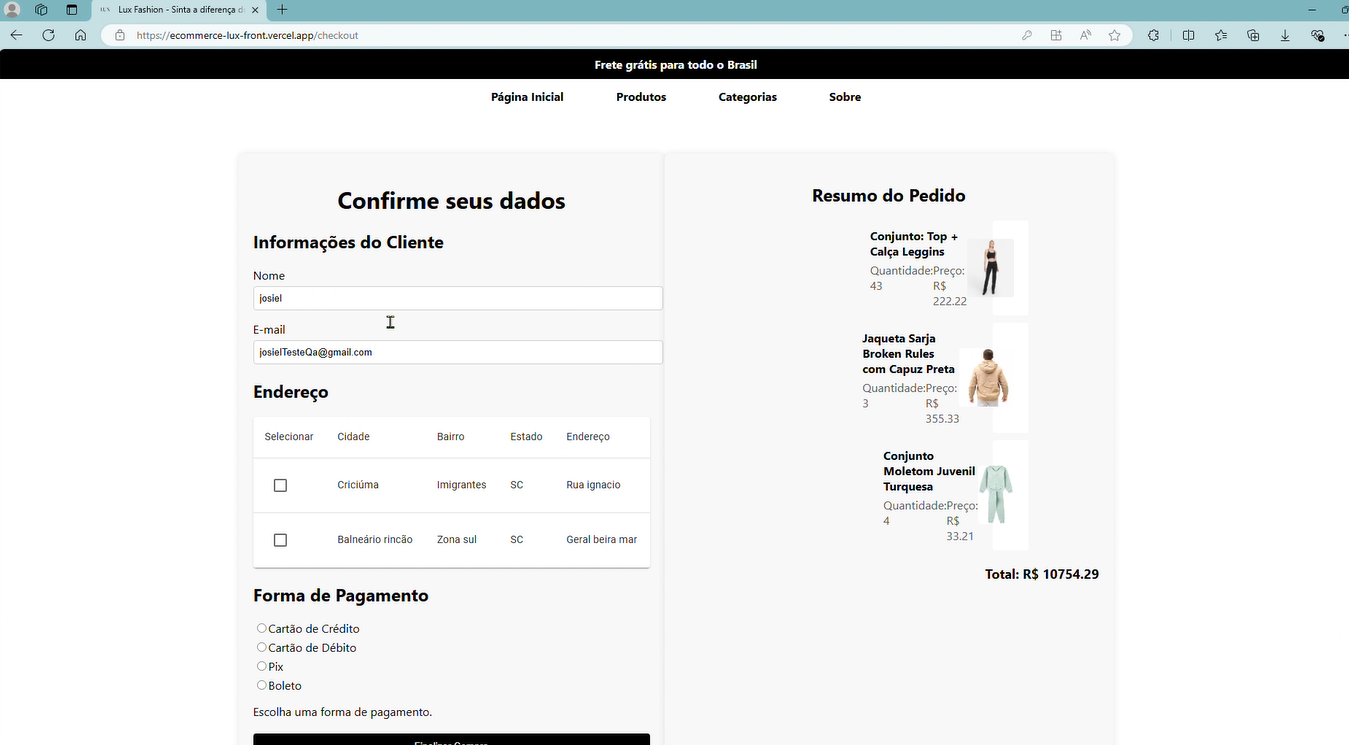 Lux Fashion - Sinta a diferença d
https://ecommerce-lux-front.vercel.app/checkout
Frete grátis para todo o Brasil
Página Inicial Produtos Categorias Sobre
Confirme seus dados
Informações do Cliente
Nome
josiel
E-mail
josielTesteQa@gmail.com
Endereço
Selecionar Cidade Bairro Estado Endereço
Criciúma Imigrantes SC Rua ignacio
Balneário rincão Zona sul SC Geral beira mar
Forma de Pagamento
Cartão de Crédito
Cartão de Débito
Pix
Boleto
Escolha uma forma de pagamento.
Finalizar Compra
Resumo do Pedido
Conjunto: Top +
Calça Leggins
Quantidade:Preço:
43 R$
222.22
Jaqueta Sarja
Broken Rules
com Capuz Preta
Quantidade:Preço:
3 R$
355.33
Conjunto
Moletom Juvenil
Turquesa
Quantidade:Preço:
4 R$
33.21
Total: R$ 10754.29